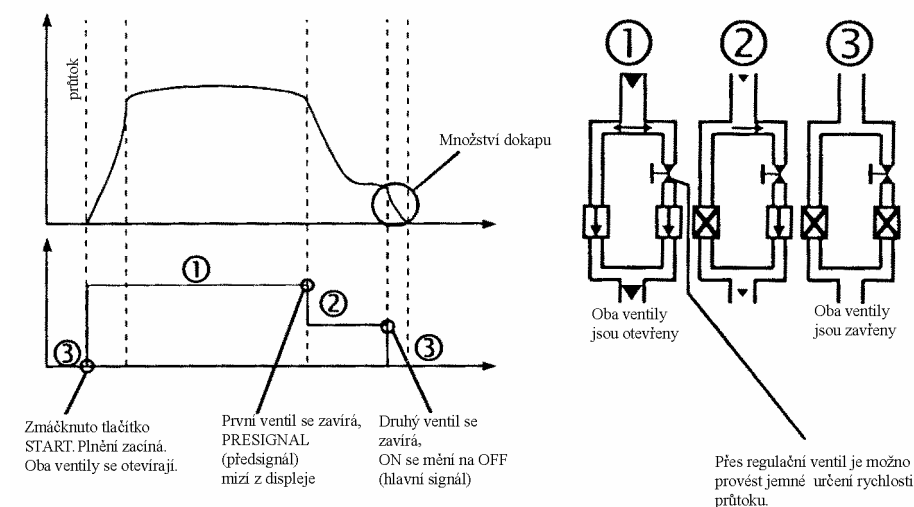 průtok
Množství dokapu
①
②
③
③
Zmáčknuto tlačítko
START. Plnění začíná.
Oba ventily se otevírají.
První ventil se zavírá,
PRESIGNAL
(předsignál)
mizí z displeje
Druhý ventil se
zavírá,
ON se mění na OFF
(hlavní signál)
①
②
③
Oba ventily
jsou otevřeny
Oba ventily
jsou zavřeny
Přes regulační ventil je možno
provést jemné určení rychlosti
průtoku.